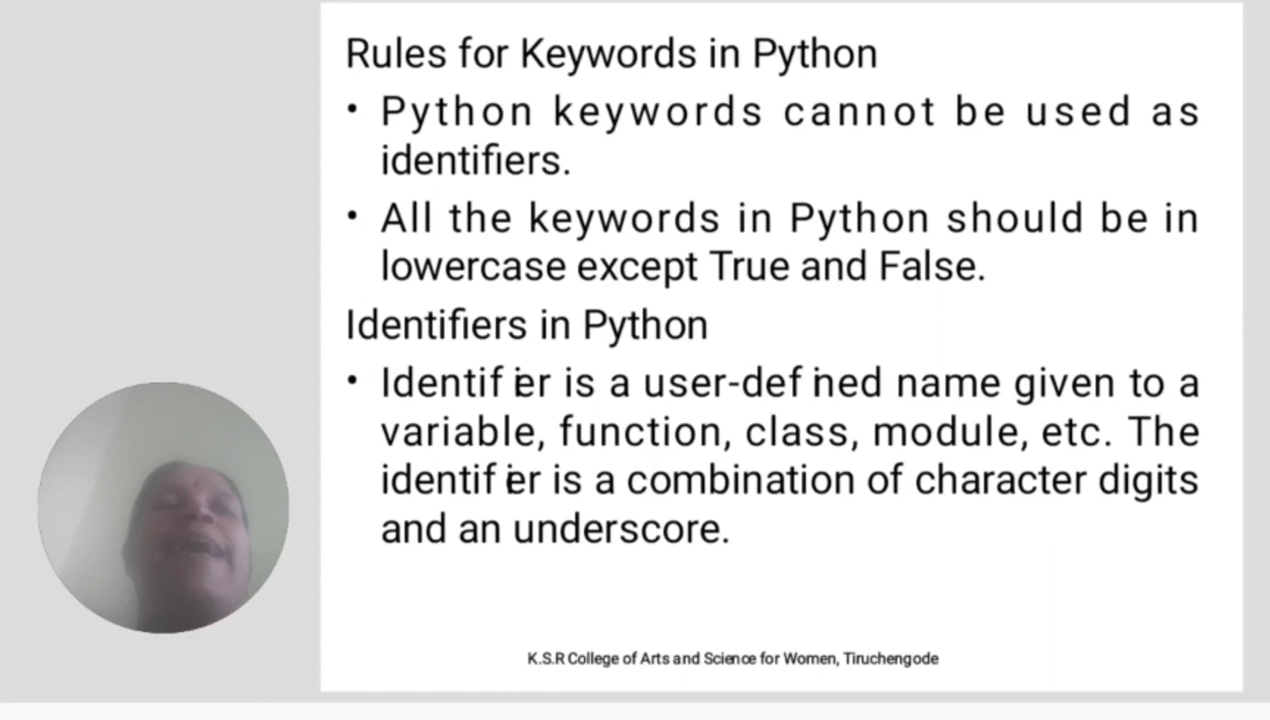 Rules for Keywords in Python
• Python keywords cannot be used as
identifiers.
• All the keywords in Python should be in
lowercase except True and False.
Identifiers in Python
• Identifier is a user-defined name given to a
variable, function, class, module, etc. The
identifier is a combination of character digits
and an underscore.
K.S.R College of Arts and Science for Women, Tiruchengode